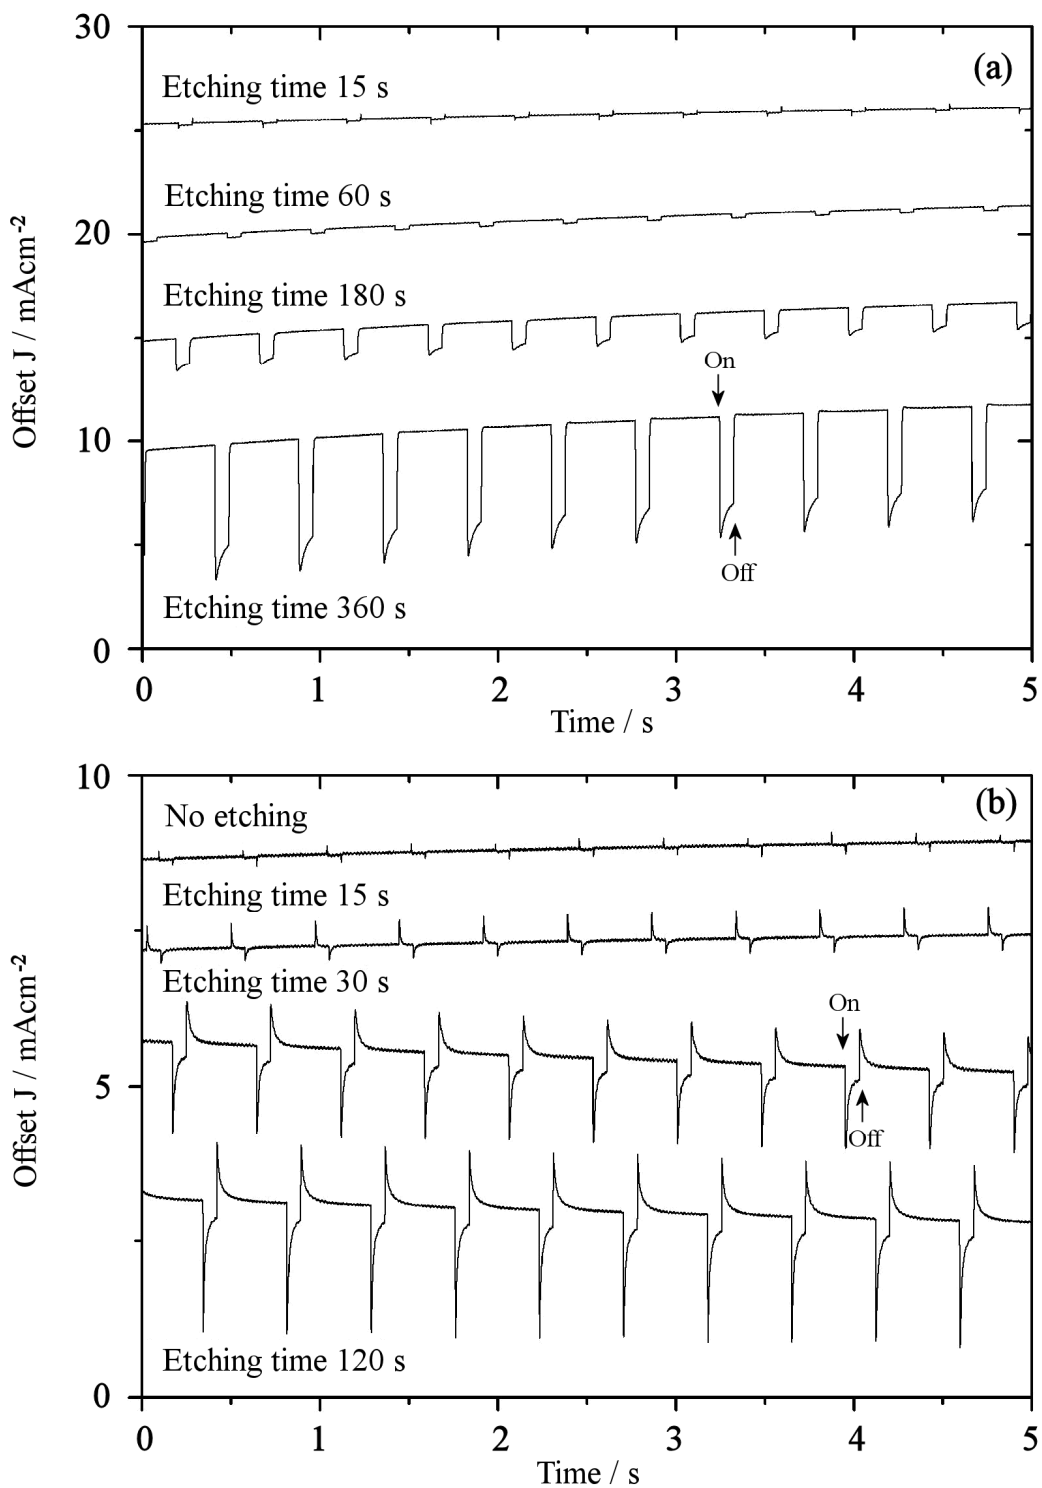 30
(a)
Etching time 15 s
Etching time 60 s
20
Etching time 180 s
On
10
Off
Etching time 360 s
0
Offset J / mAcm-2
0 1 2 3 4 5
Time / s
10
(b)
No etching
Etching time 15 s
Etching time 30 s
On
5
Off
Etching time 120 s
0
Offset J / mAcm-2
0 1 2 3 4 5
Time / s